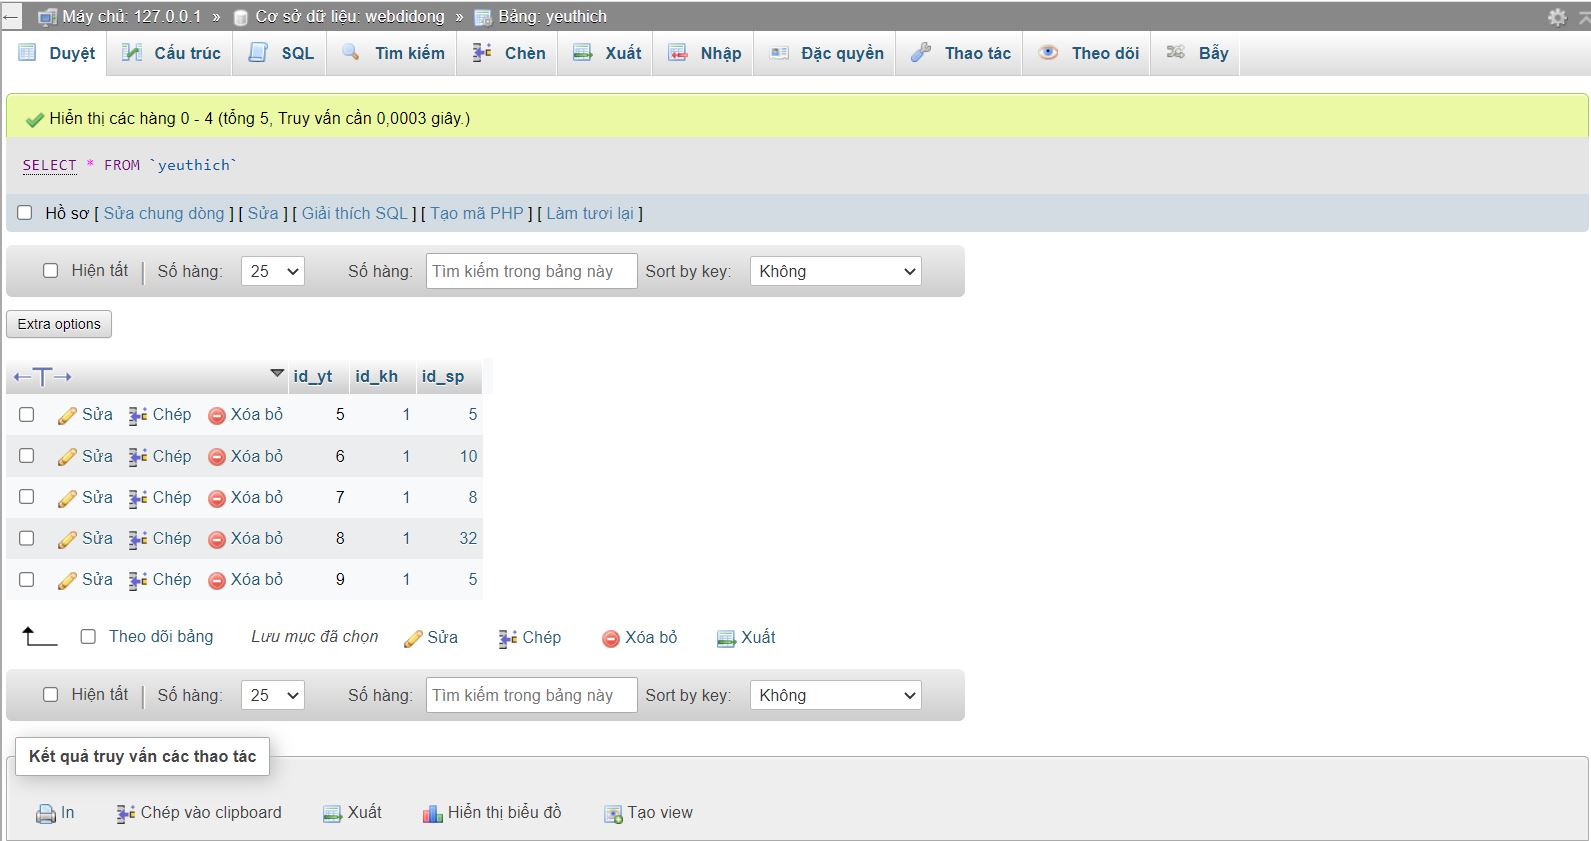 Máy chủ: 127.0.0.1 » Cơ sở dữ liệu: webdidong » Bảng: yeuthich
Duyệt Cấu trúc SQL Tìm kiếm Chèn Xuất Nhập Đặc quyền Thao tác Theo dõi Bẫy
Hiển thị các hàng 0 - 4 (tổng 5, Truy vấn cần 0,0003 giây.)
SELECT * FROM `yeuthich`
Hồ sơ [ Sửa chung dòng ] [ Sửa ] [ Giải thích SQL ] [ Tạo mã PHP ] [ Làm tươi lại ]
Hiện tất | Số hàng: 25 Số hàng: Tìm kiếm trong bảng này Sort by key: Không
Extra options
←T→ id_yt id_kh id_sp
Sửa Chép Xóa bỏ 5 1 5
Sửa Chép Xóa bỏ 6 1 10
Sửa Chép Xóa bỏ 7 1 8
Sửa Chép Xóa bỏ 8 1 32
Sửa Chép Xóa bỏ 9 1 5
Theo dõi bảng Lưu mục đã chọn Sửa Chép Xóa bỏ Xuất
Hiện tất | Số hàng: 25 Số hàng: Tìm kiếm trong bảng này Sort by key: Không
Kết quả truy vấn các thao tác
In Chép vào clipboard Xuất Hiển thị biểu đồ Tạo view